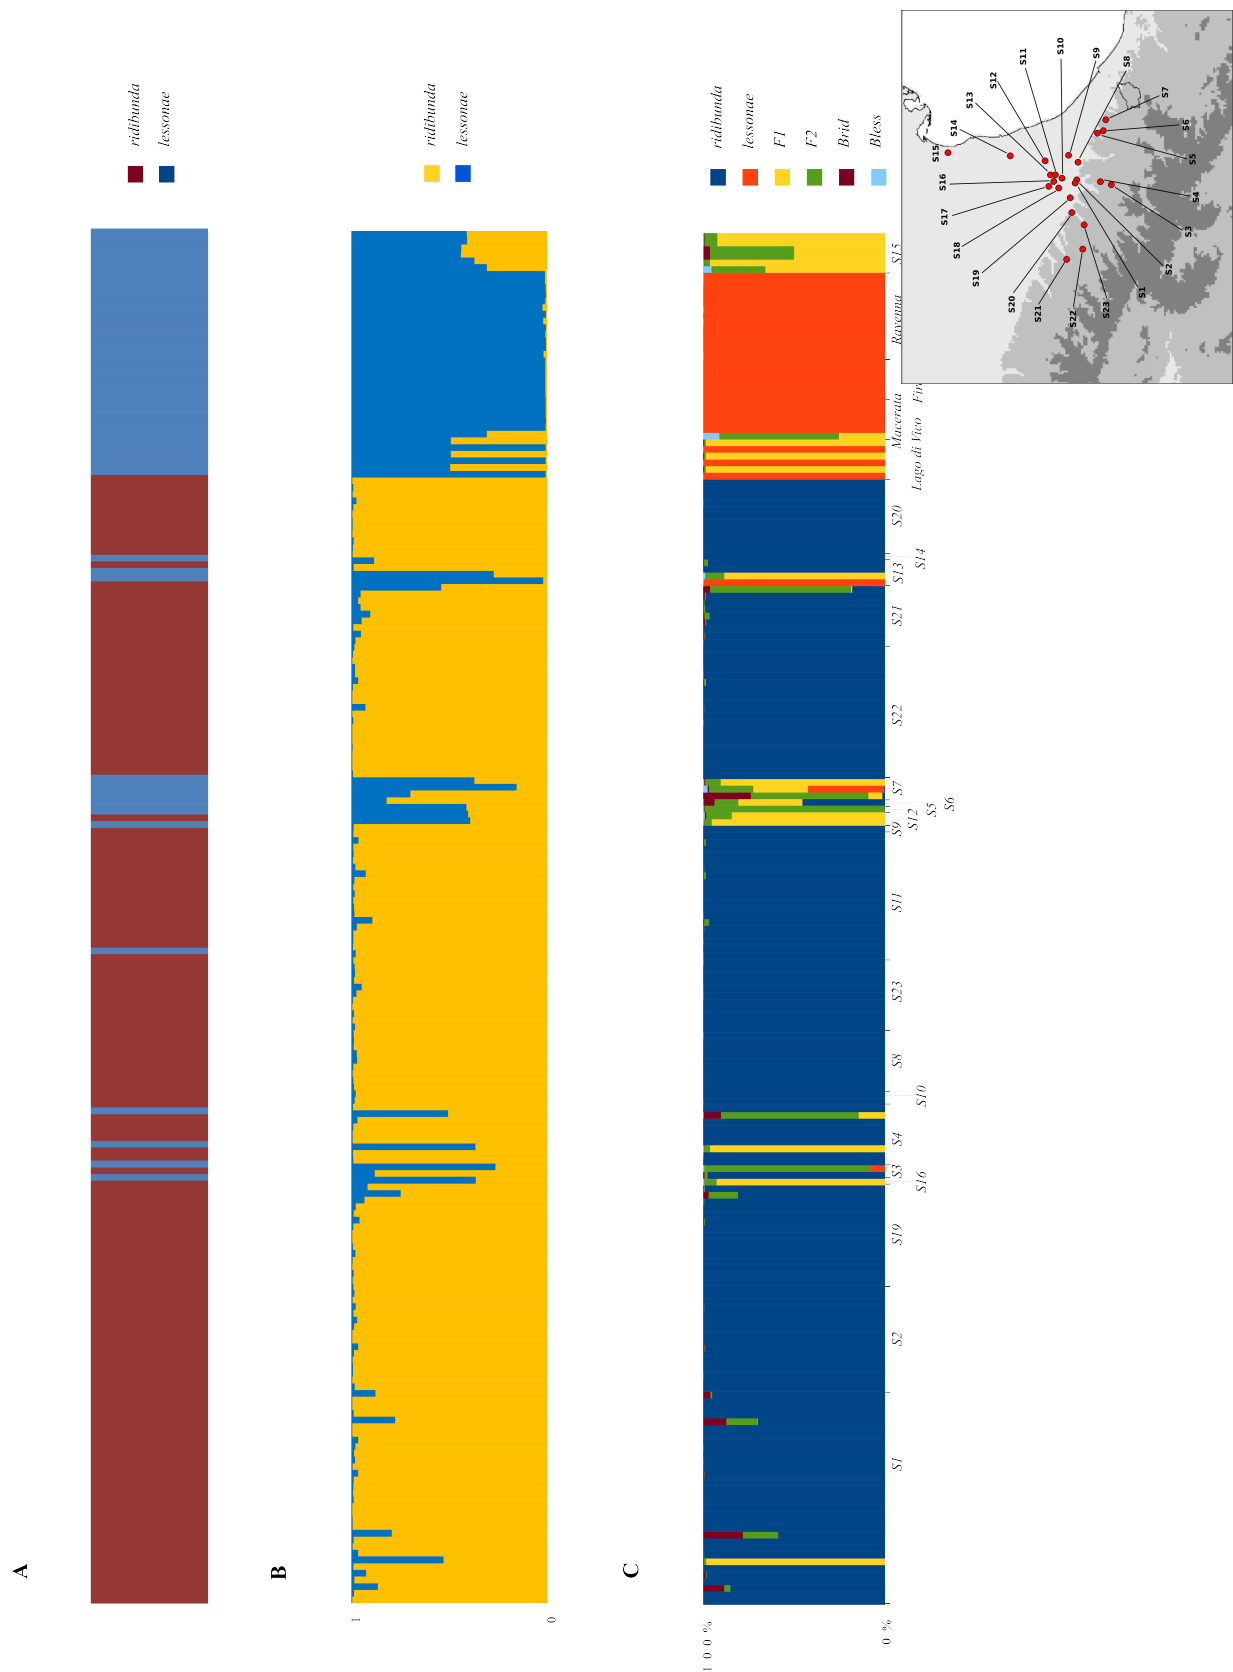 A
ridibunda
lessonae
B
ridibunda
lessonae
1
0
C
ridibunda
lessonae
F1
F2
Brid
Bless
100%
0%
S1
S2
S19
S16
S3
S4
S10
S8
S23
S11
S9
S12
S5
S6
S7
S22
S21
S13
S14
S20
Lago di Vico
Macerata
Fir
Ravenna
S15
S1
S2
S3
S4
S5
S6
S7
S8
S9
S10
S11
S12
S13
S14
S15
S16
S17
S18
S19
S20
S21
S22
S23